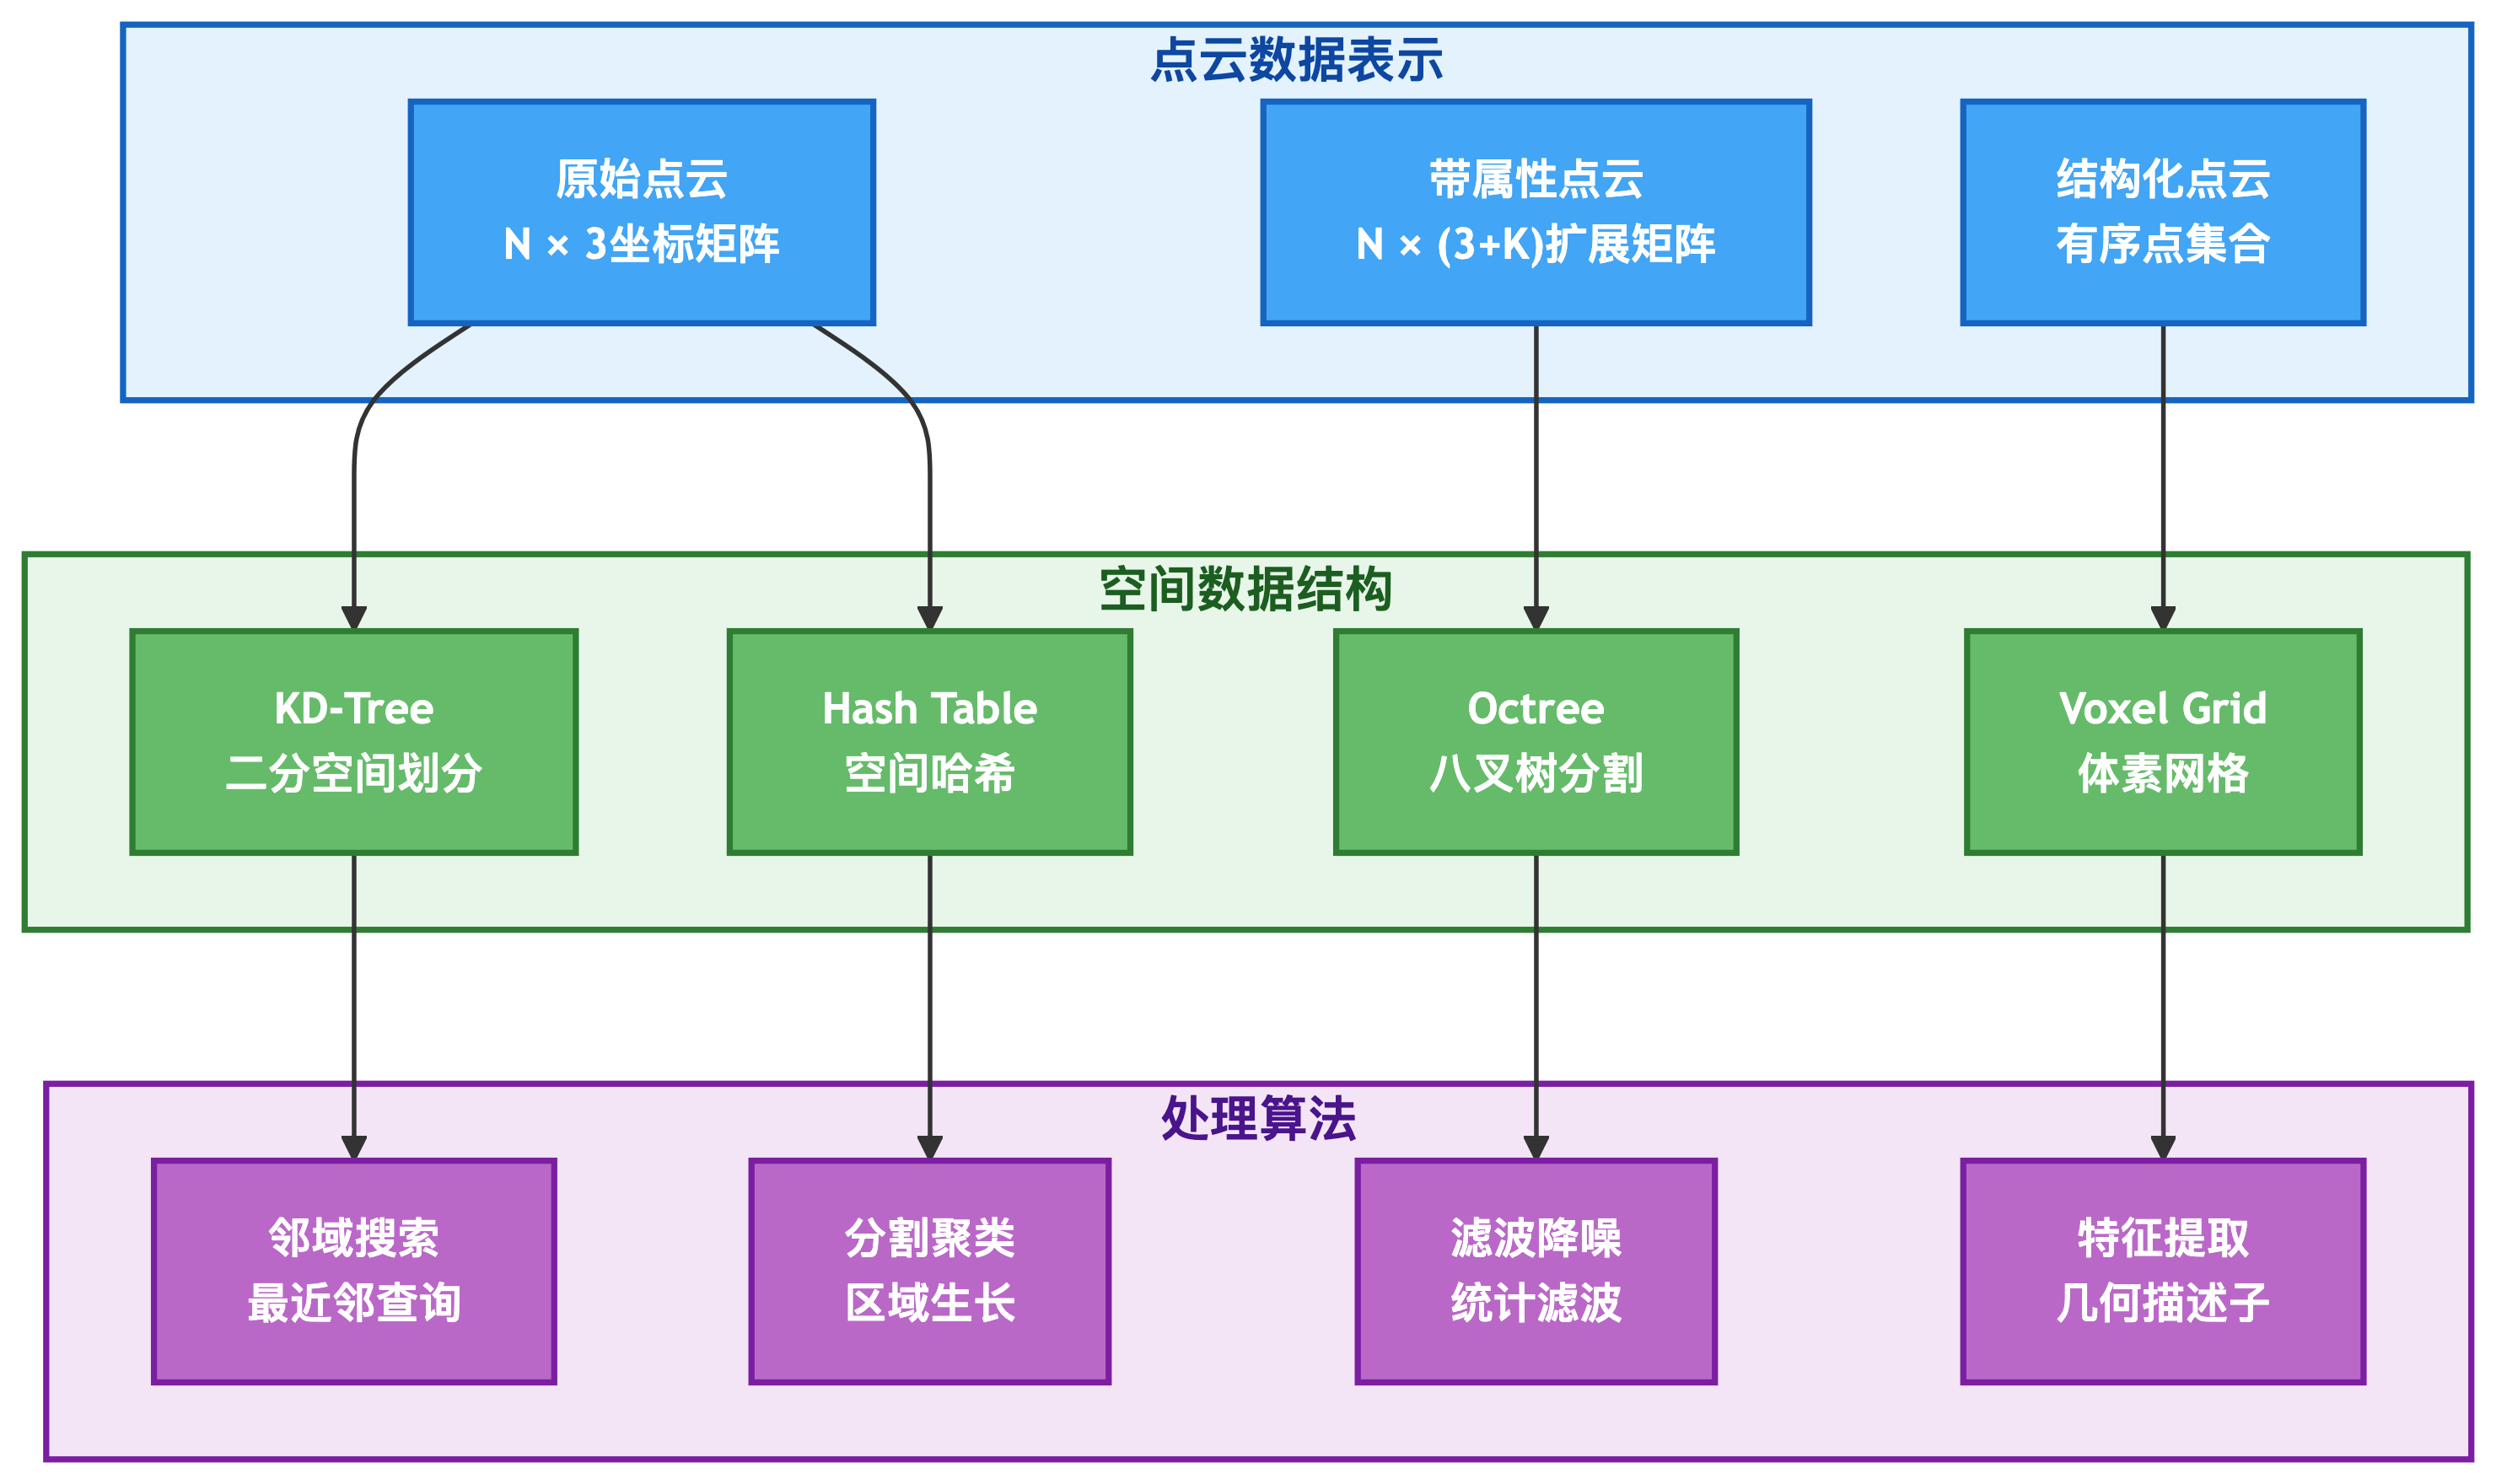 点云数据表示
原始点云
N × 3坐标矩阵
带属性点云
N × (3+K)扩展矩阵
结构化点云
有序点集合
空间数据结构
KD-Tree
二分空间划分
Hash Table
空间哈希
Octree
八叉树分割
Voxel Grid
体素网格
处理算法
邻域搜索
最近邻查询
分割聚类
区域生长
滤波降噪
统计滤波
特征提取
几何描述子